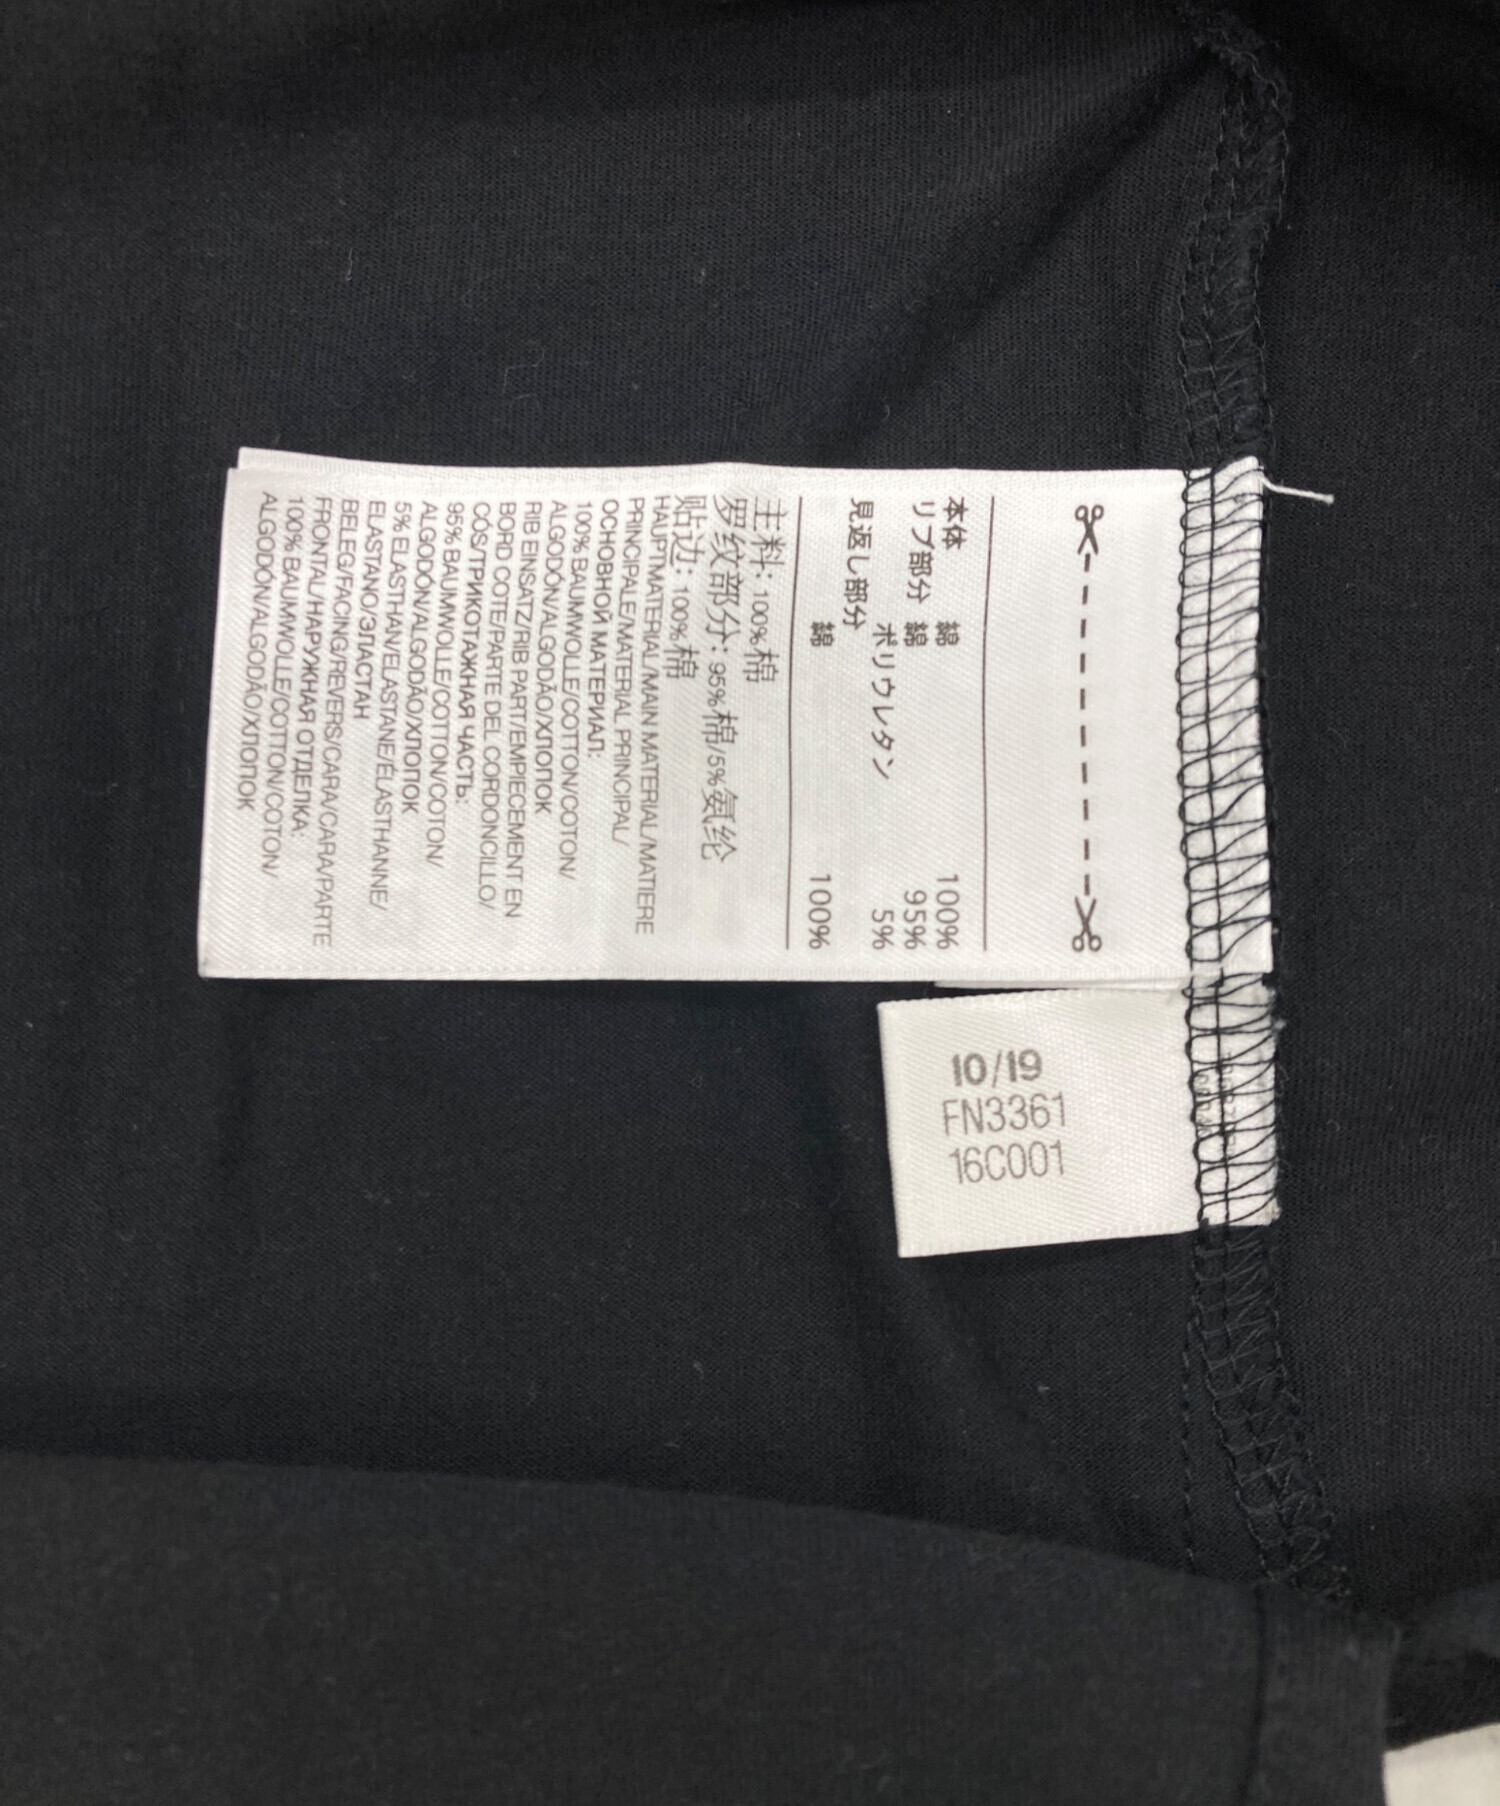 本体 綿 100%
リブ部分 綿 95%
ポリウレタン 5%
見返し部分
綿 100%
主料: 100%棉
罗纹部分: 95%棉/5%氨纶
贴边: 100%棉
HAUPTMATERIAL/MAIN MATERIAL/MATIERE
PRINCIPALE/MATERIAL PRINCIPAL/
ОСНОВНОЙ МАТЕРИАЛ:
100% BAUMWOLLE/COTTON/COTON/
ALGODÓN/ALGODÃO/ХЛОПОК
RIB EINSATZ/RIB PART/EMPIECEMENT EN
BORD COTE/PARTE DEL CORDONCILLO/
CÓS/ТРИКОТАЖНАЯ ЧАСТЬ:
95% BAUMWOLLE/COTTON/COTON/
ALGODÓN/ALGODÃO/ХЛОПОК
5% ELASTHAN/ELASTANE/ÉLASTHANNE/
ELASTANO/ЭЛАСТАН
BELEG/FACING/REVERS/CARA/CARA/PARTE
FRONTAL/НАРУЖНАЯ ОТДЕЛКА:
100% BAUMWOLLE/COTTON/COTON/
ALGODÓN/ALGODÃO/ХЛОПОК
10/19
FN3361
16C001